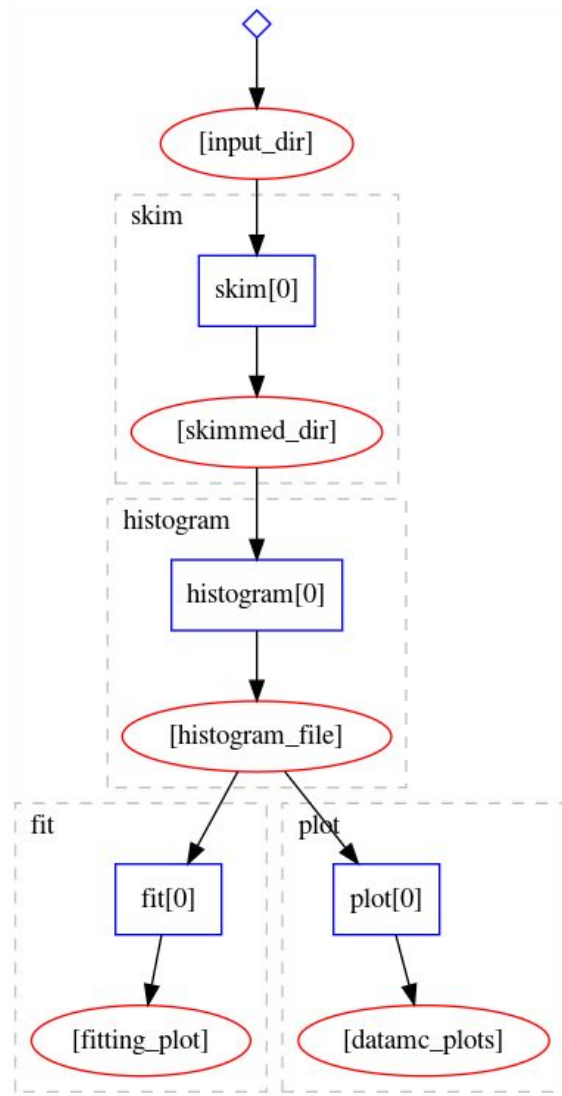 [input_dir]
skim
skim[0]
[skimmed_dir]
histogram
histogram[0]
[histogram_file]
fit
plot
fit[0]
plot[0]
[fitting_plot]
[datamc_plots]